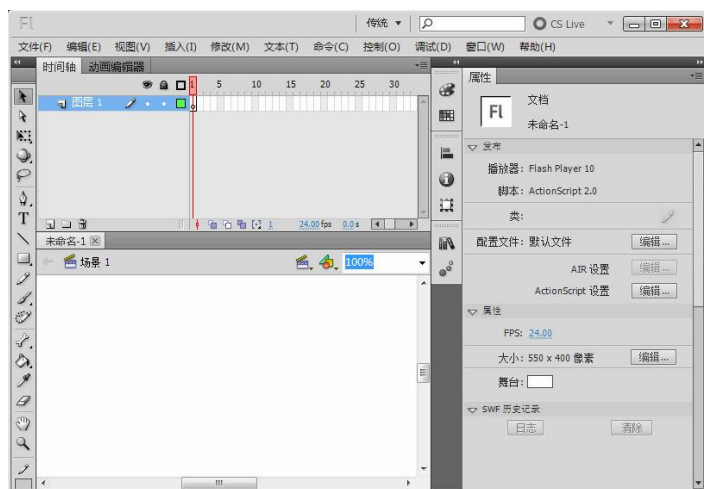 Fl 传统 CS Live
文件(F) 编辑(E) 视图(V) 插入(I) 修改(M) 文本(T) 命令(C) 控制(O) 调试(D) 窗口(W) 帮助(H)
时间轴 动画编辑器
1 5 10 15 20 25 30
图层 1
1 24.00 fps 0.0 s
未命名-1
场景 1 100%
属性
Fl 文档
未命名-1
发布
播放器: Flash Player 10
脚本: ActionScript 2.0
类:
配置文件: 默认文件 编辑...
AIR 设置 编辑...
ActionScript 设置 编辑...
属性
FPS: 24.00
大小: 550 x 400 像素 编辑...
舞台:
SWF 历史记录
日志 清除